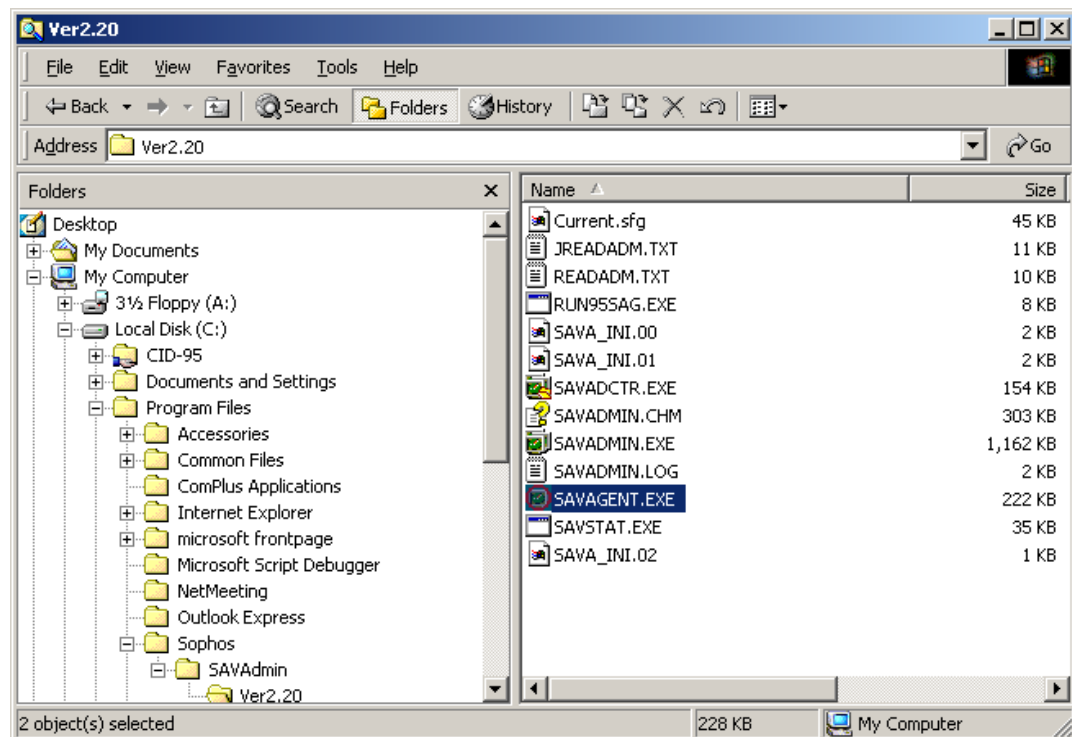 Ver2.20
File Edit View Favorites Tools Help
Back Search Folders History
Address Ver2.20 Go
Folders
Desktop
My Documents
My Computer
3½ Floppy (A:)
Local Disk (C:)
CID-95
Documents and Settings
Program Files
Accessories
Common Files
ComPlus Applications
Internet Explorer
microsoft frontpage
Microsoft Script Debugger
NetMeeting
Outlook Express
Sophos
SAVAdmin
Ver2.20
Name Size
Current.sfg 45 KB
JREADADM.TXT 11 KB
READADM.TXT 10 KB
RUN95SAG.EXE 8 KB
SAVA_INI.00 2 KB
SAVA_INI.01 2 KB
SAVADCTR.EXE 154 KB
SAVADMIN.CHM 303 KB
SAVADMIN.EXE 1,162 KB
SAVADMIN.LOG 2 KB
SAVAGENT.EXE 222 KB
SAVSTAT.EXE 35 KB
SAVA_INI.02 1 KB
2 object(s) selected 228 KB My Computer